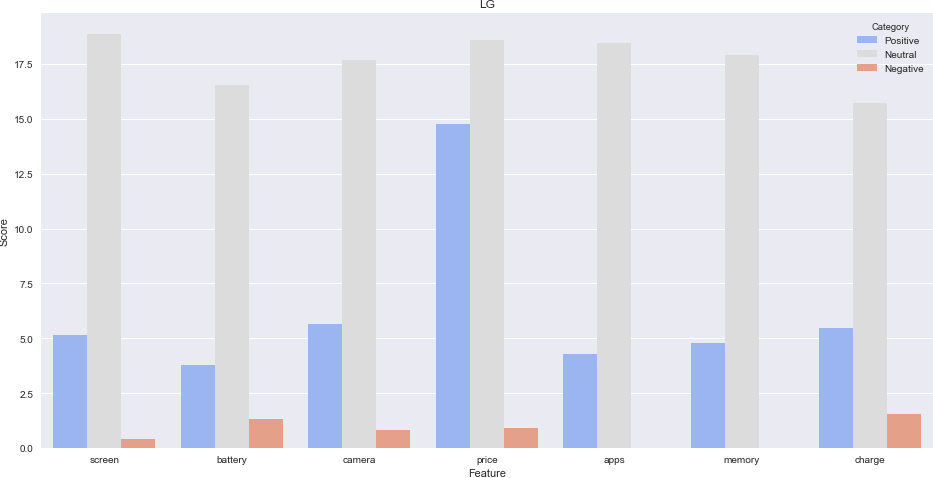 LG
Category
Positive
Neutral
Negative
17.5
15.0
12.5
10.0
7.5
5.0
2.5
0.0
Score
screen battery camera price apps memory charge
Feature